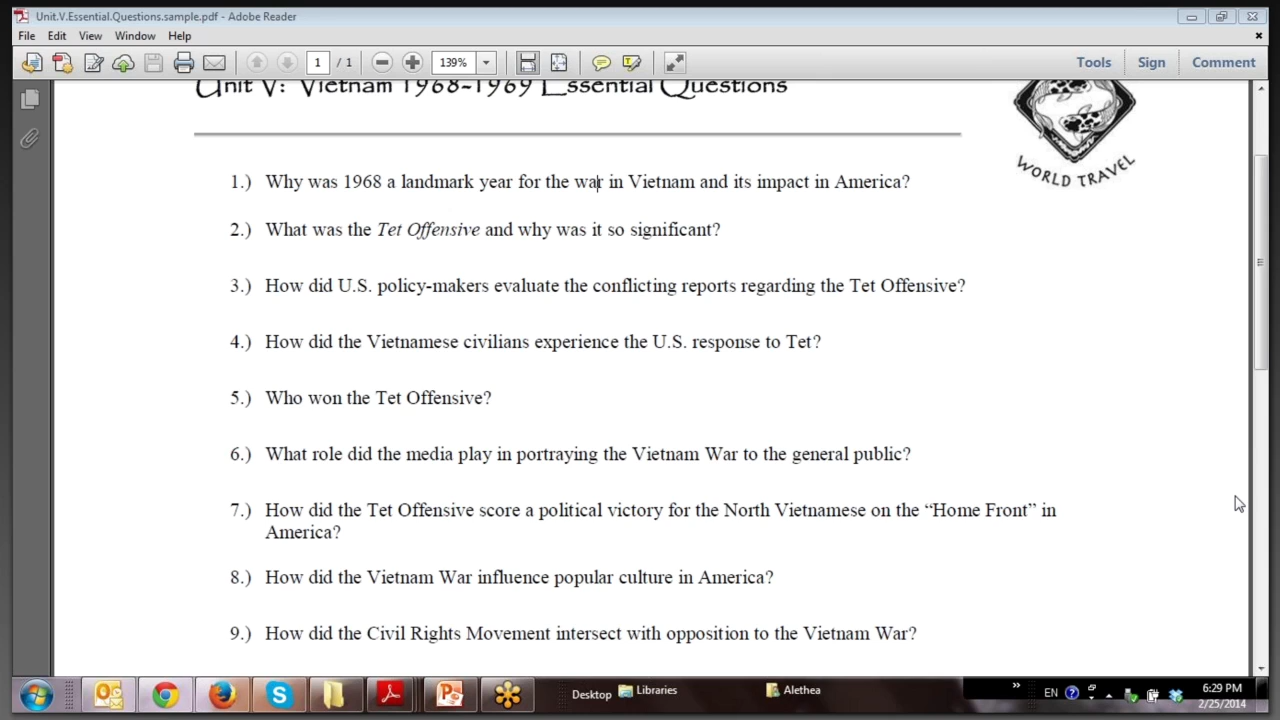 Unit.V.Essential.Questions.sample.pdf - Adobe Reader
File Edit View Window Help
1 / 1 139% Tools Sign Comment
Unit V: Vietnam 1968-1969 Essential Questions
WORLD TRAVEL
1.) Why was 1968 a landmark year for the war in Vietnam and its impact in America?
2.) What was the Tet Offensive and why was it so significant?
3.) How did U.S. policy-makers evaluate the conflicting reports regarding the Tet Offensive?
4.) How did the Vietnamese civilians experience the U.S. response to Tet?
5.) Who won the Tet Offensive?
6.) What role did the media play in portraying the Vietnam War to the general public?
7.) How did the Tet Offensive score a political victory for the North Vietnamese on the “Home Front” in
America?
8.) How did the Vietnam War influence popular culture in America?
9.) How did the Civil Rights Movement intersect with opposition to the Vietnam War?
Desktop Libraries Alethea EN 6:29 PM
2/25/2014